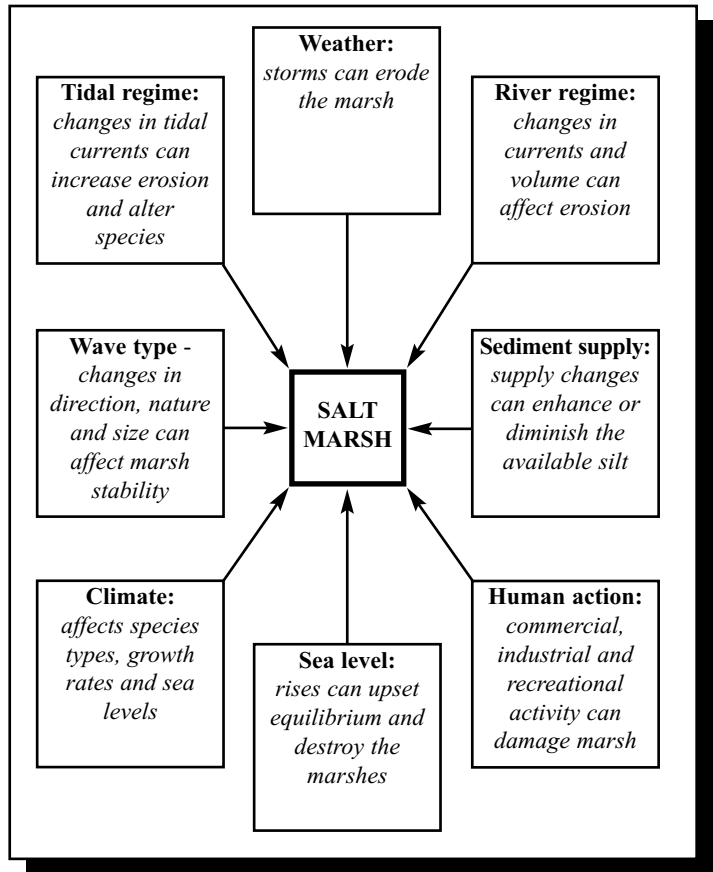 Weather:
storms can erode
the marsh
Tidal regime:
changes in tidal
currents can
increase erosion
and alter
species
River regime:
changes in
currents and
volume can
affect erosion
Wave type -
changes in
direction, nature
and size can
affect marsh
stability
SALT
MARSH
Sediment supply:
supply changes
can enhance or
diminish the
available silt
Climate:
affects species
types, growth
rates and sea
levels
Sea level:
rises can upset
equilibrium and
destroy the
marshes
Human action:
commercial,
industrial and
recreational
activity can
damage marsh